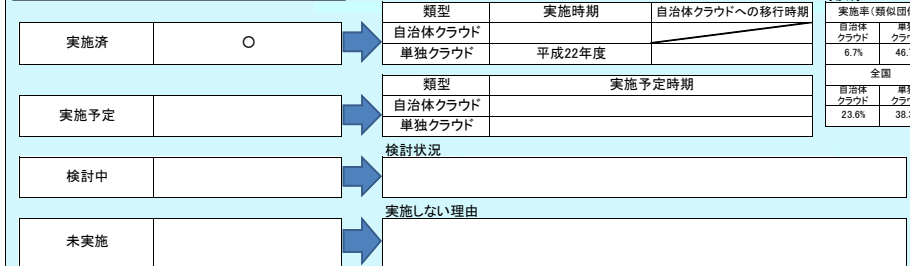 類型 実施時期 自治体クラウドへの移行時期
実施済 ○
自治体クラウド
単独クラウド 平成22年度
類型 実施予定時期
実施予定
自治体クラウド
単独クラウド
検討状況
検討中
実施しない理由
未実施
実施率（類似団
自治体
クラウド
6.7% 46.
全国
自治体
クラウド
23.6% 38.